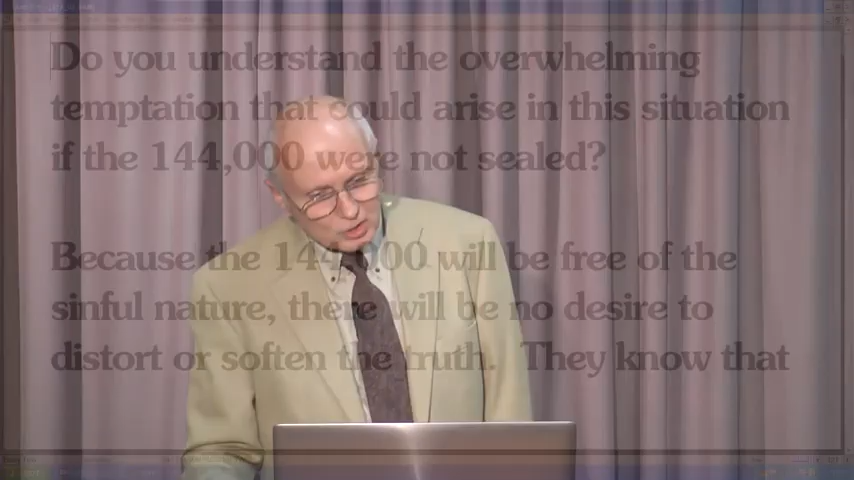 Do you understand the overwhelming
temptation that could arise in this situation
if the 144,000 were not sealed?
Because the 144,000 will be free of the
sinful nature, there will be no desire to
distort or soften the truth. They know that